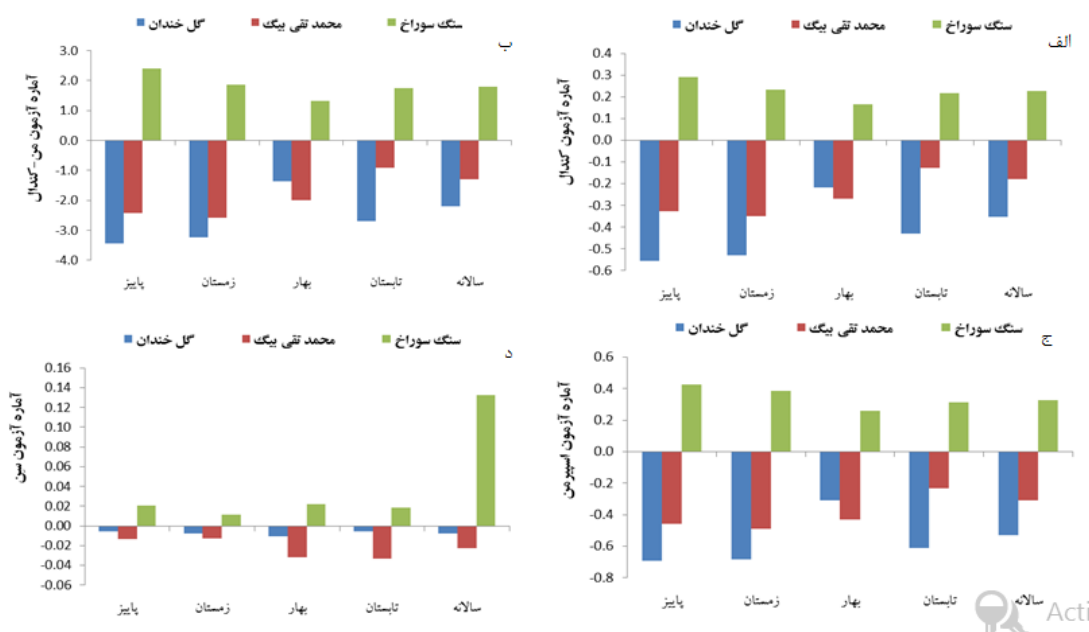 الف
گل خندان محمد تقی بیگ سنگ سوراخ
آماره آزمون کندال
0.4
0.3
0.2
0.1
0.0
-0.1
-0.2
-0.3
-0.4
-0.5
-0.6
پاییز زمستان بهار تابستان سالانه
ب
گل خندان محمد تقی بیگ سنگ سوراخ
آماره آزمون من-کندال
3.0
2.0
1.0
0.0
-1.0
-2.0
-3.0
-4.0
پاییز زمستان بهار تابستان سالانه
ج
گل خندان محمد تقی بیگ سنگ سوراخ
آماره آزمون اسپیرمن
0.6
0.4
0.2
0.0
-0.2
-0.4
-0.6
-0.8
پاییز زمستان بهار تابستان سالانه
د
گل خندان محمد تقی بیگ سنگ سوراخ
آماره آزمون سن
0.16
0.14
0.12
0.10
0.08
0.06
0.04
0.02
0.00
-0.02
-0.04
-0.06
پاییز زمستان بهار تابستان سالانه
Acti